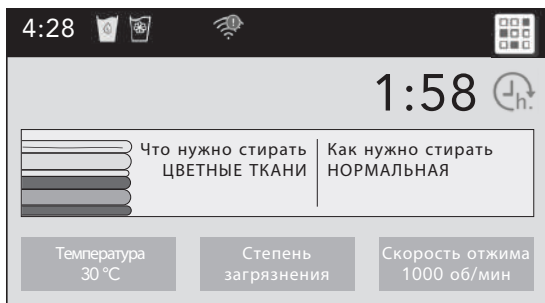 4:28
1:58 h.
Что нужно стирать
ЦВЕТНЫЕ ТКАНИ
Как нужно стирать
НОРМАЛЬНАЯ
Температура
30 °C
Степень
загрязнения
Скорость отжима
1000 об/мин